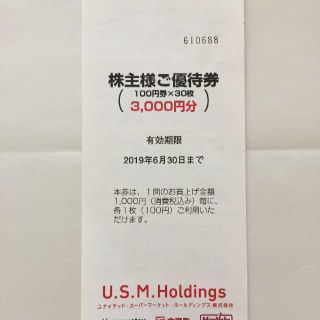 610688
株主様ご優待券
(100円券×30枚
3,000円分)
有効期限
2019年6月30日まで
本券は、1回のお買上げ金額
1,000円(消費税込み)毎に、
各1枚(100円)ご利用いた
だけます。
U.S.M.Holdings
ユナイテッド・スーパーマーケット・ホールディングス株式会社